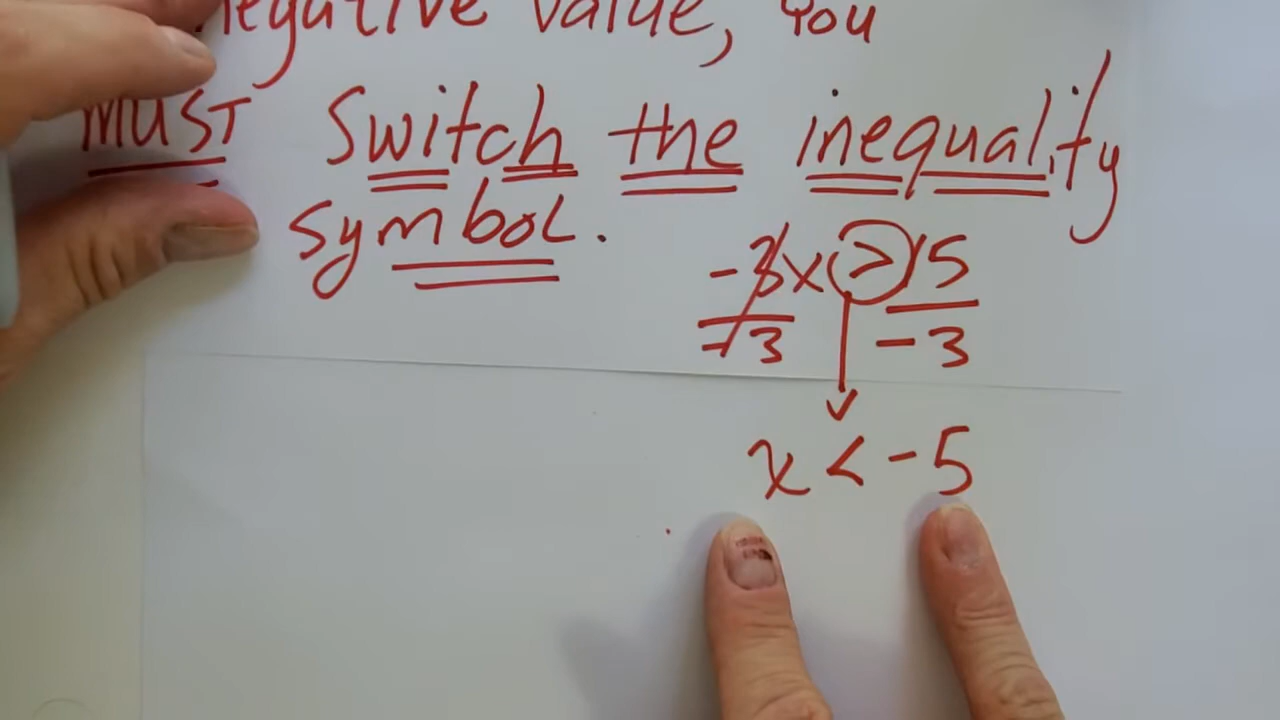 negative value, you
MUST Switch the inequality
symbol.
-3x > 15
-3 -3
x < -5